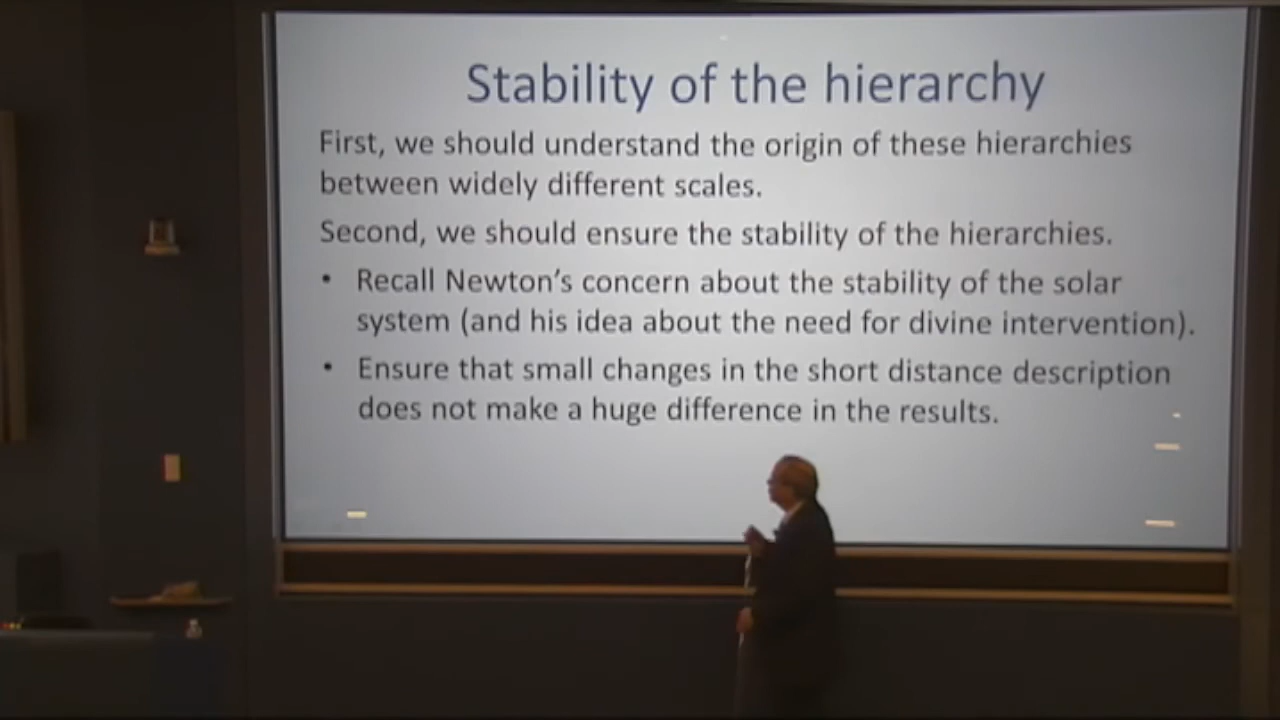 Stability of the hierarchy
First, we should understand the origin of these hierarchies
between widely different scales.
Second, we should ensure the stability of the hierarchies.
• Recall Newton's concern about the stability of the solar
system (and his idea about the need for divine intervention).
• Ensure that small changes in the short distance description
does not make a huge difference in the results.